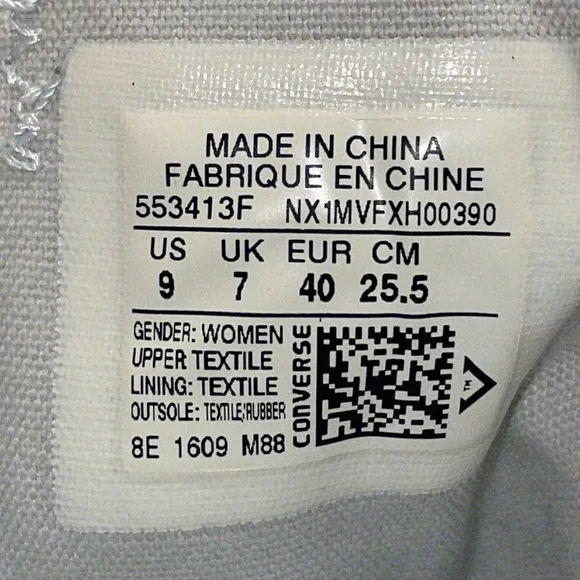 MADE IN CHINA
FABRIQUE EN CHINE
553413F NX1MVFXH00390
US UK EUR CM
9 7 40 25.5
GENDER: WOMEN
UPPER TEXTILE
LINING: TEXTILE
OUTSOLE: TEXTILE/RUBBER
8E 1609 M88
CONVERSE
TM